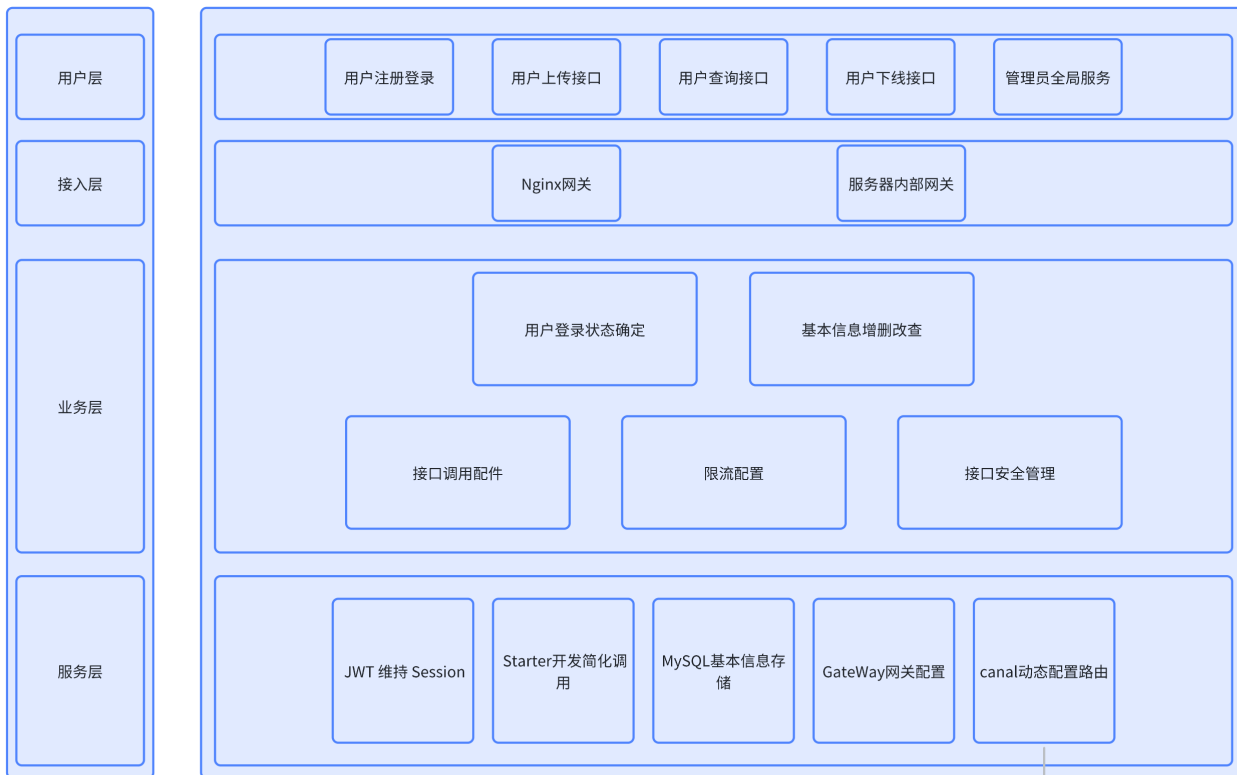 用户层
用户注册登录
用户上传接口
用户查询接口
用户下线接口
管理员全局服务
接入层
Nginx网关
服务器内部网关
业务层
用户登录状态确定
基本信息增删改查
接口调用配件
限流配置
接口安全管理
服务层
JWT 维持 Session
Starter开发简化调
用
MySQL基本信息存
储
GateWay网关配置
canal动态配置路由